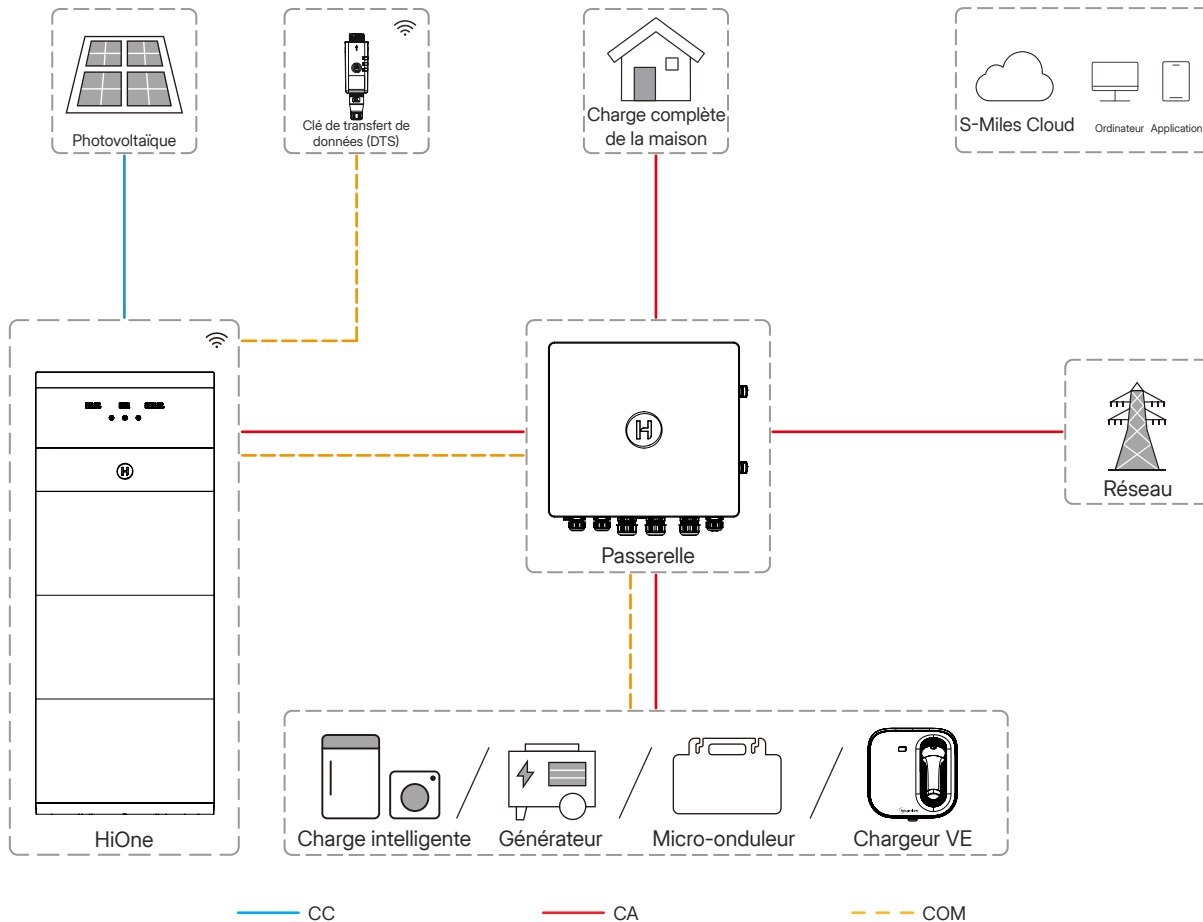 Photovoltaïque
Clé de transfert de
données (DTS)
Charge complète
de la maison
S-Miles Cloud
Ordinateur
Application
HiOne
Passerelle
Réseau
Charge intelligente
Générateur
Micro-onduleur
Chargeur VE
CC
CA
COM